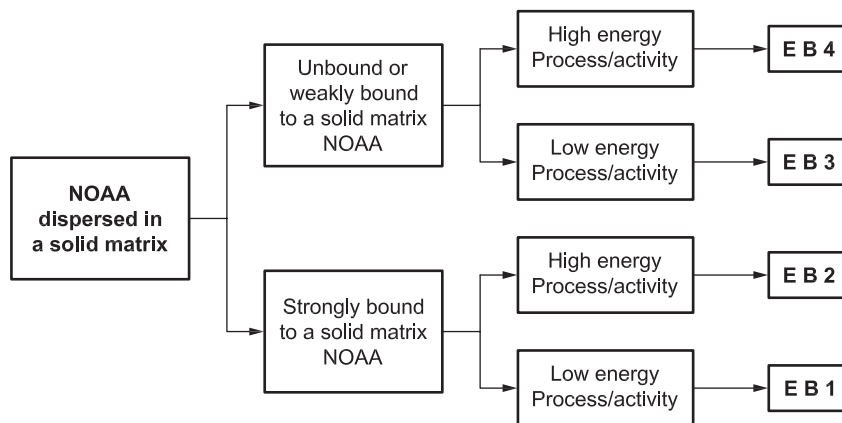 NOAA
dispersed in
a solid matrix
Unbound or
weakly bound
to a solid matrix
NOAA
High energy
Process/activity
E B 4
Low energy
Process/activity
E B 3
Strongly bound
to a solid matrix
NOAA
High energy
Process/activity
E B 2
Low energy
Process/activity
E B 1